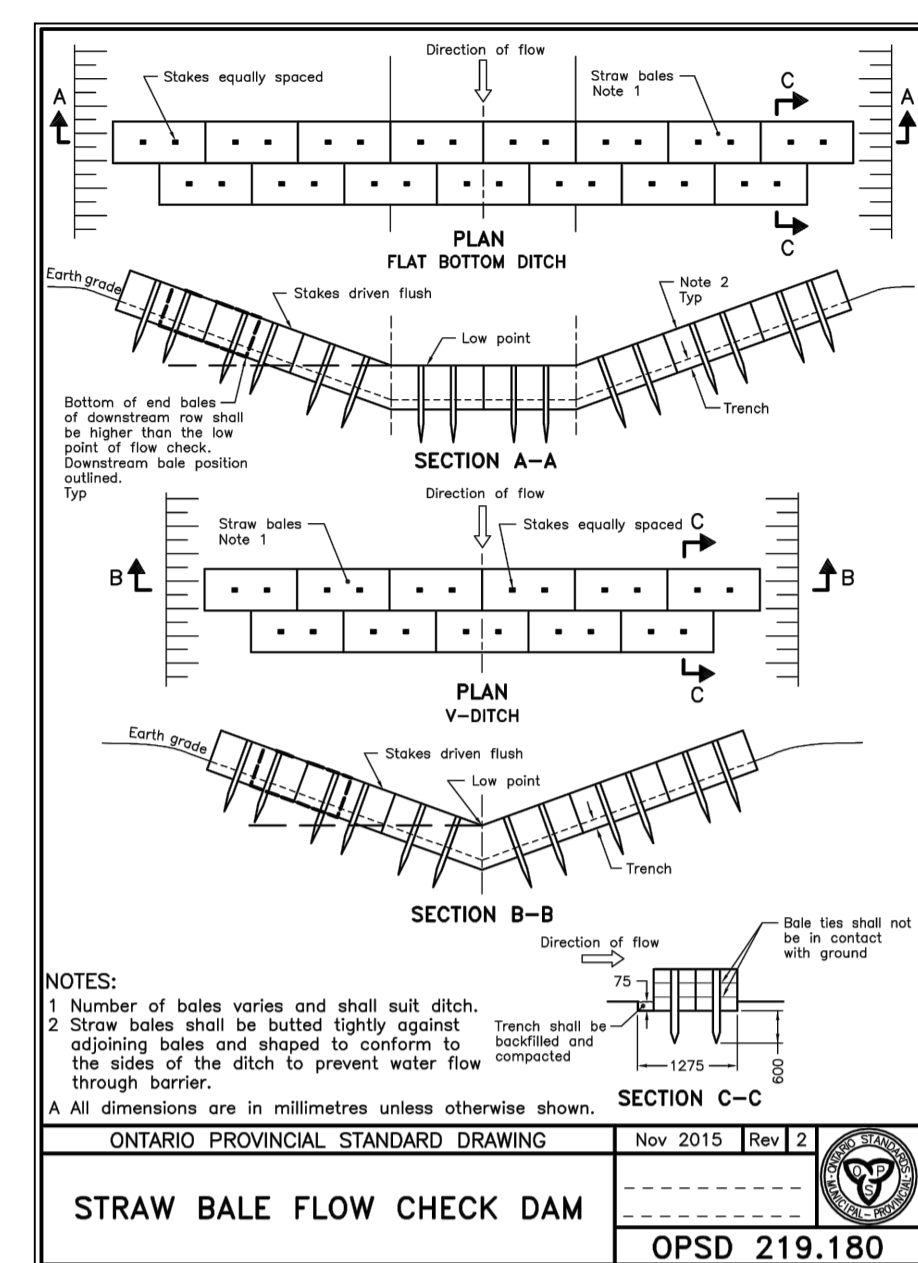 Direction of flow
Stakes equally spaced
Straw bales
Note 1
C
A
A
C
PLAN
FLAT BOTTOM DITCH
Earth grade
Stakes driven flush
Note 2
Typ
Low point
Trench
Bottom of end bales
of downstream row shall
be higher than the low
point of flow check.
Downstream bale position
outlined.
Typ
SECTION A-A
Direction of flow
Straw bales
Note 1
Stakes equally spaced
C
B
B
C
PLAN
V-DITCH
Earth grade
Stakes driven flush
Low point
Trench
SECTION B-B
Direction of flow
Bale ties shall not
be in contact
with ground
75
Trench shall be
backfilled and
compacted
1275
600
SECTION C-C
NOTES:
1 Number of bales varies and shall suit ditch.
2 Straw bales shall be butted tightly against
adjoining bales and shaped to conform to
the sides of the ditch to prevent water flow
through barrier.
A All dimensions are in millimetres unless otherwise shown.
ONTARIO PROVINCIAL STANDARD DRAWING
Nov 2015 Rev 2
STRAW BALE FLOW CHECK DAM
ONTARIO STANDARDS
MUNICIPAL-PROVINCIAL
OPS
OPSD 219.180